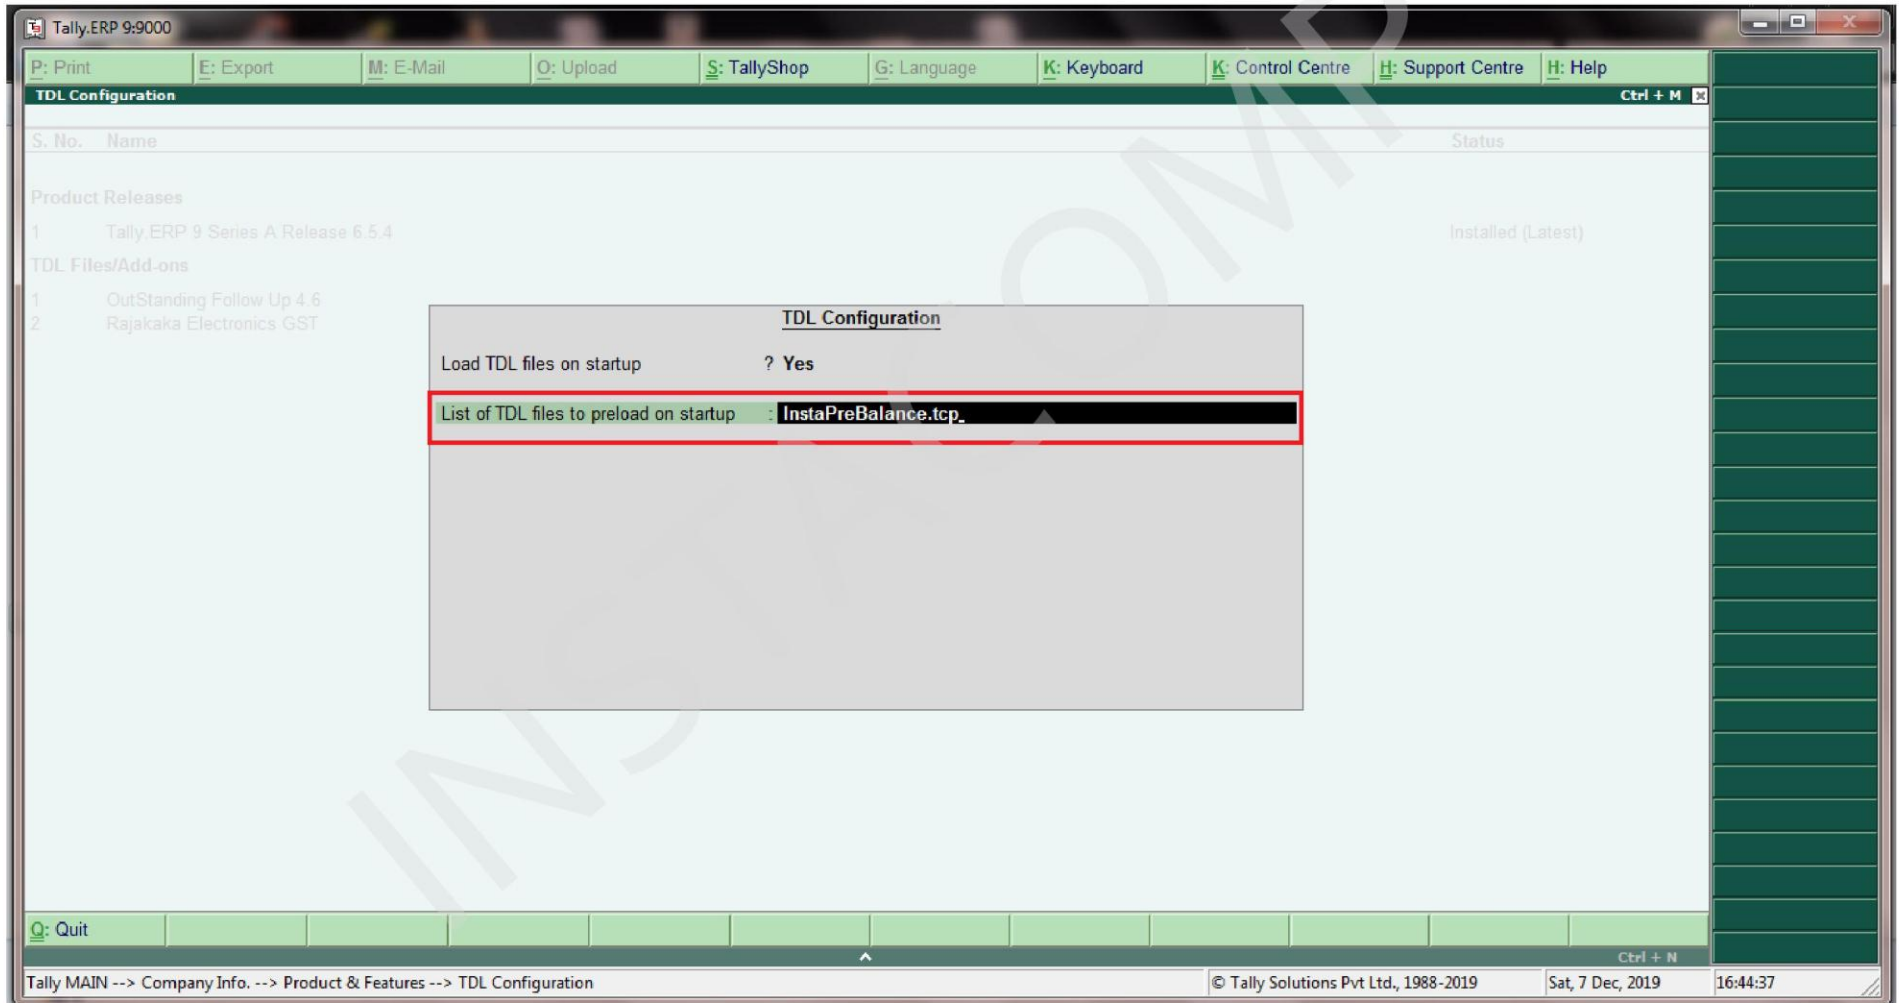 Tally.ERP 9:9000
P: Print E: Export M: E-Mail O: Upload S: TallyShop G: Language K: Keyboard K: Control Centre H: Support Centre H: Help
TDL Configuration Ctrl + M
S. No. Name Status
Product Releases
1 Tally.ERP 9 Series A Release 6.5.4 Installed (Latest)
TDL Files/Add-ons
1 OutStanding Follow Up 4.6
2 Rajakaka Electronics GST
TDL Configuration
Load TDL files on startup ? Yes
List of TDL files to preload on startup : InstaPreBalance.tcp_
INSTACOMP
Q: Quit
Ctrl + N
Tally MAIN --> Company Info. --> Product & Features --> TDL Configuration © Tally Solutions Pvt Ltd., 1988-2019 Sat, 7 Dec, 2019 16:44:37